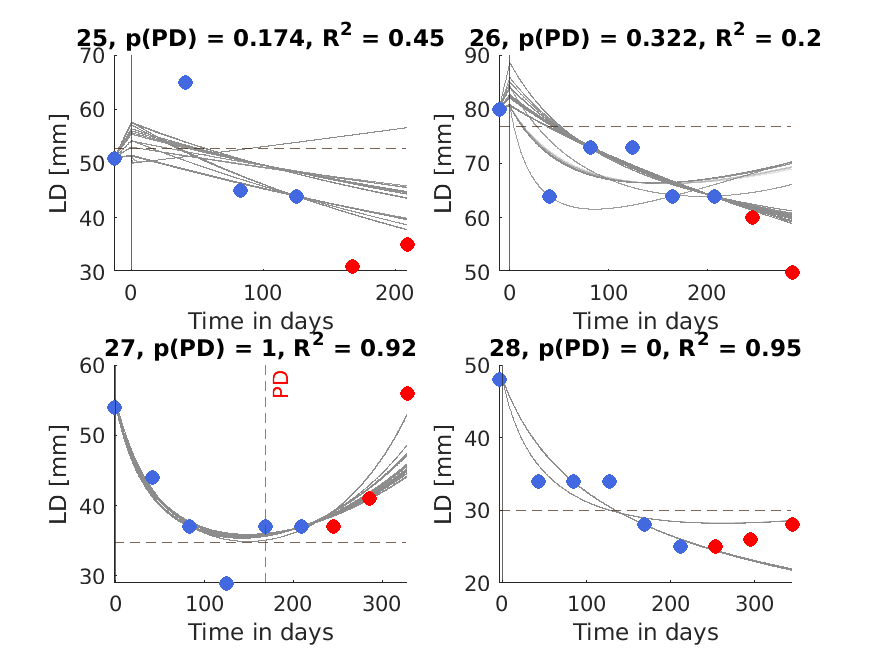 25, p(PD) = 0.174, R² = 0.45
70
60
50
40
30
LD [mm]
0
100
200
Time in days
26, p(PD) = 0.322, R² = 0.2
90
80
70
60
50
LD [mm]
0
100
200
Time in days
27, p(PD) = 1, R² = 0.92
60
50
40
30
LD [mm]
PD
0
100
200
300
Time in days
28, p(PD) = 0, R² = 0.95
50
40
30
20
LD [mm]
0
100
200
300
Time in days